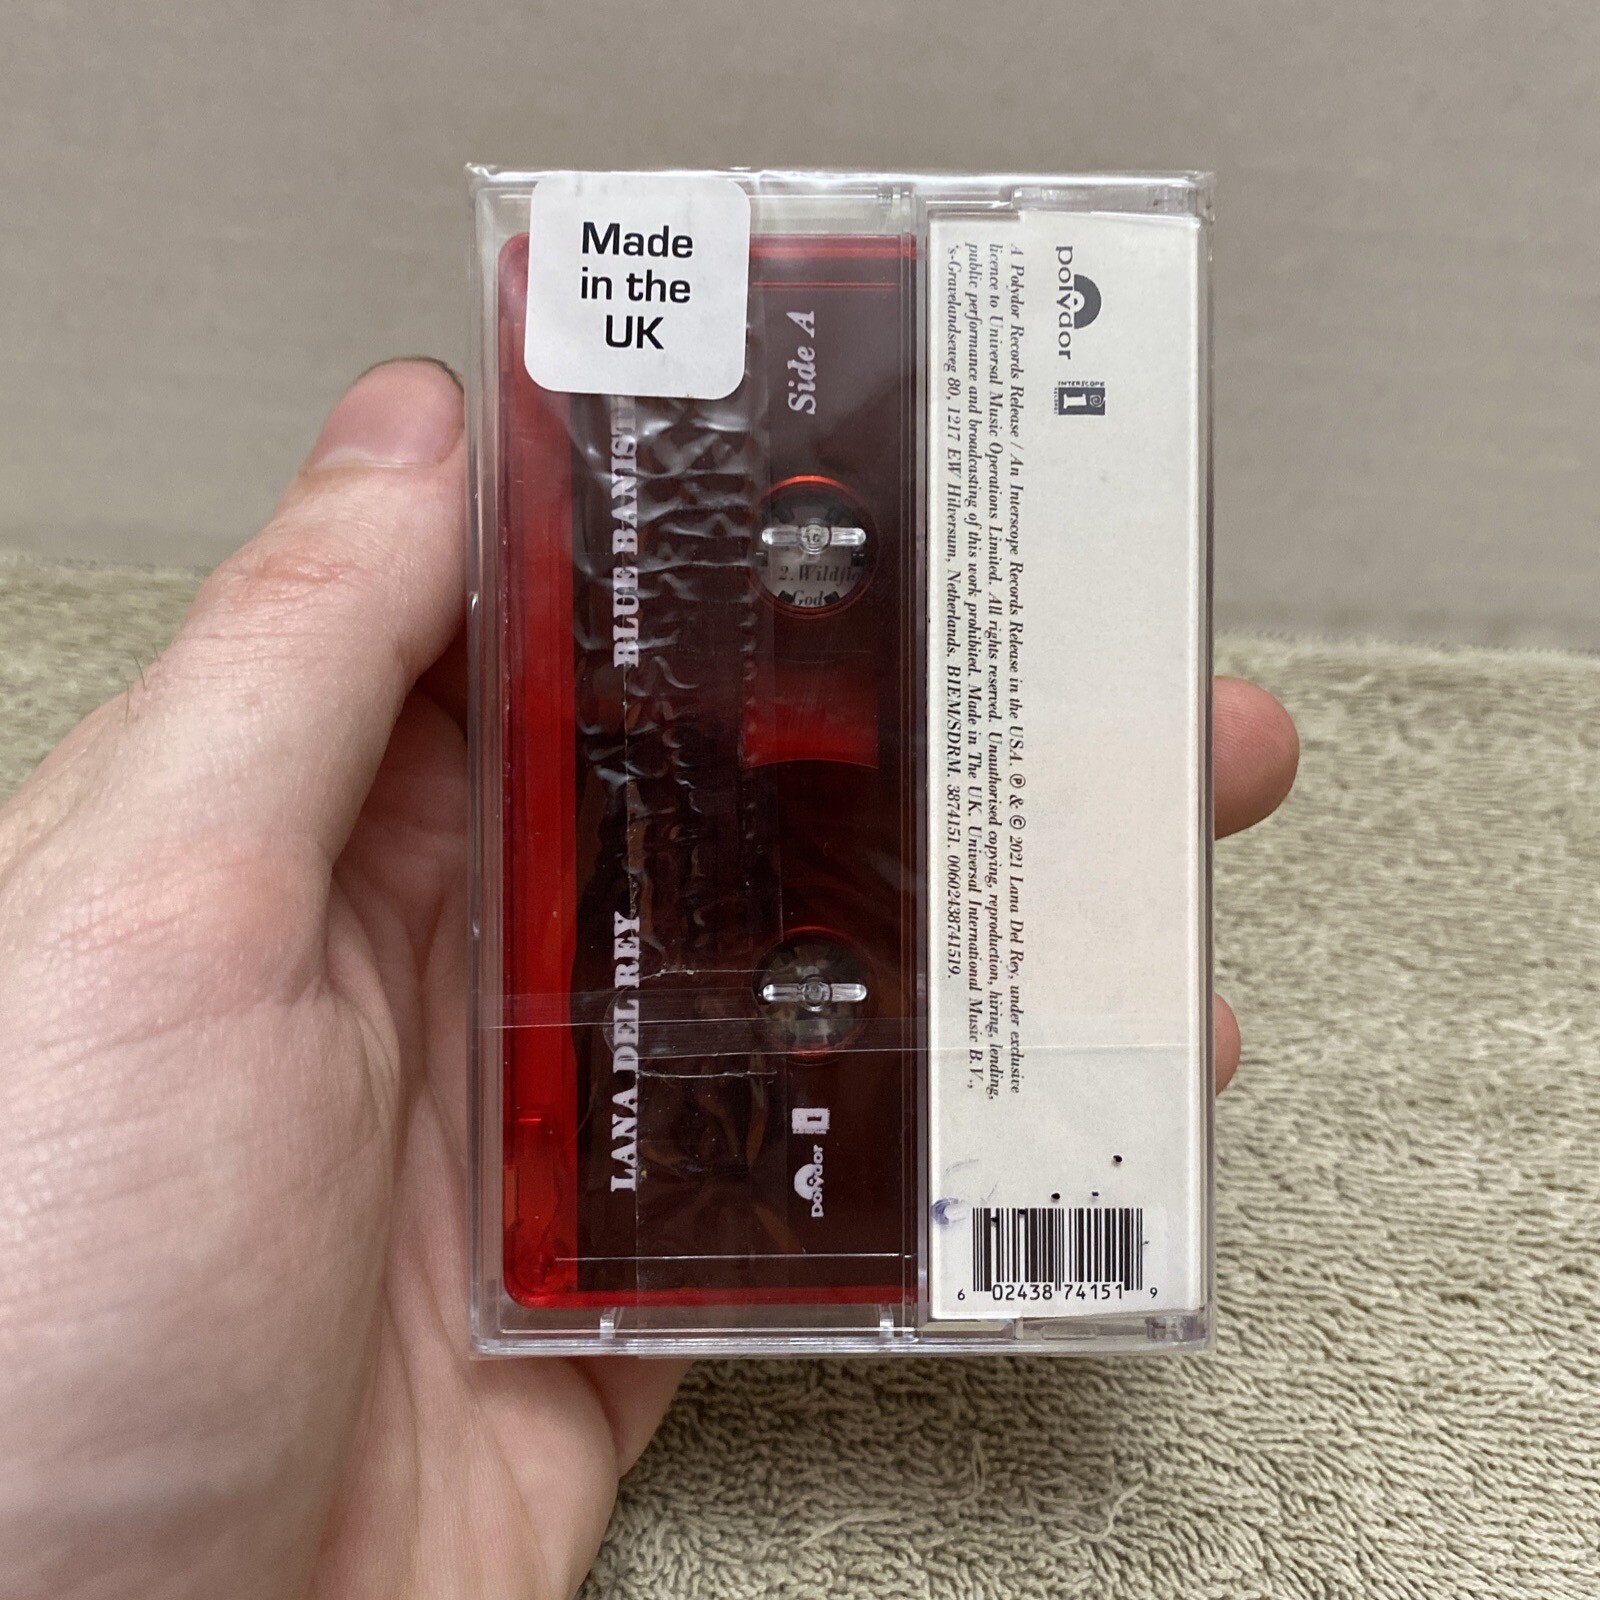 Made
in the
UK
Side A
BLUE BANIST
LANA DEL REY
2. Wildfl
God
polydor
polydor
INTERSCOPE
RECORDS
A Polydor Records Release / An Interscope Records Release in the USA. ℗ & © 2021 Lana Del Rey, under exclusive
licence to Universal Music Operations Limited. All rights reserved. Unauthorised copying, reproduction, hiring, lending,
public performance and broadcasting of this work prohibited. Made in The UK. Universal International Music B.V.,
's-Gravelandseweg 80, 1217 EW Hilversum, Netherlands. BIEM/SDRM. 3874151. 00602438741519.
6 02438 74151 9